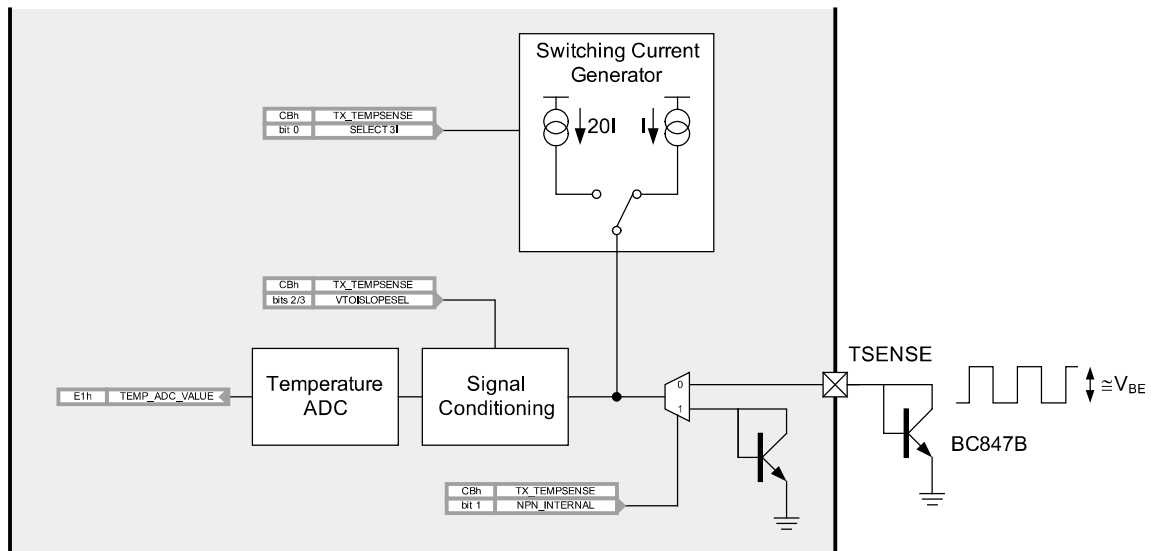 Switching Current
Generator
20I
I
CBh TX_TEMPSENSE
bit 0 SELECT 3I
CBh TX_TEMPSENSE
bits 2/3 VTOISLOPESEL
TSENSE
≅VBE
Temperature
ADC
Signal
Conditioning
0
1
E1h TEMP_ADC_VALUE
BC847B
CBh TX_TEMPSENSE
bit 1 NPN_INTERNAL